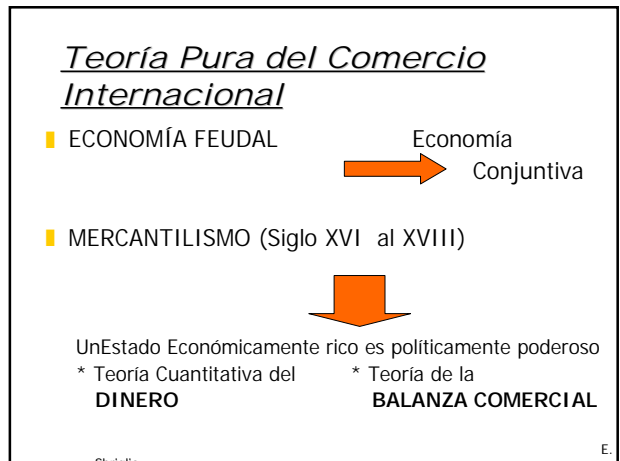 Teoría Pura del Comercio
Internacional
ECONOMÍA FEUDAL Economía
Conjuntiva
MERCANTILISMO (Siglo XVI al XVIII)
UnEstado Económicamente rico es políticamente poderoso
* Teoría Cuantitativa del * Teoría de la
DINERO BALANZA COMERCIAL
E.